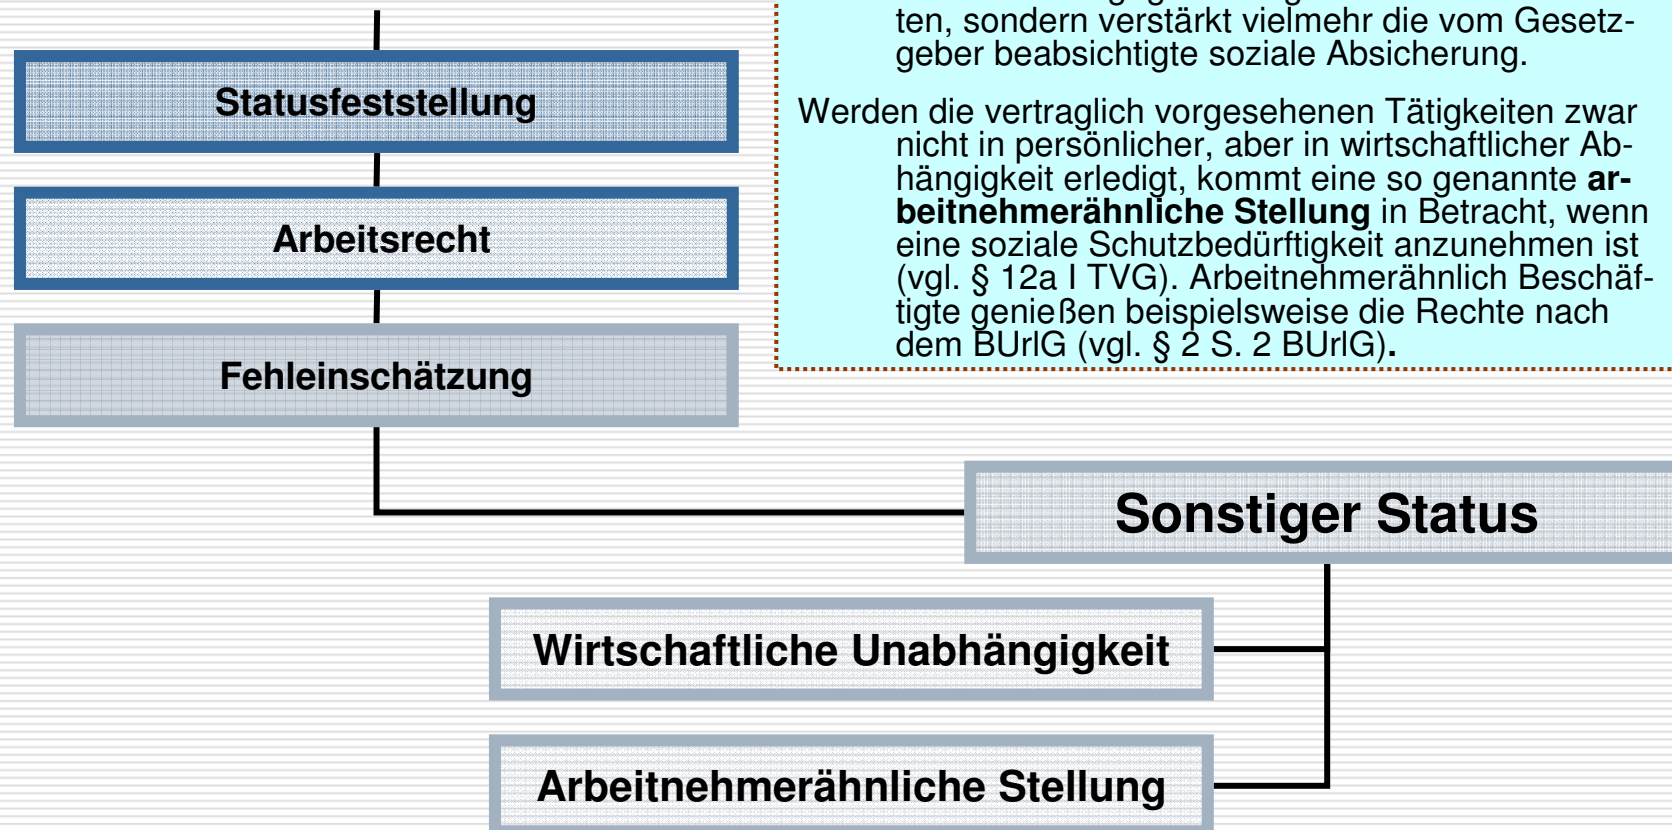 ten, sondern verstärkt vielmehr die vom Gesetz-
geber beabsichtigte soziale Absicherung.
Werden die vertraglich vorgesehenen Tätigkeiten zwar
nicht in persönlicher, aber in wirtschaftlicher Ab-
hängigkeit erledigt, kommt eine so genannte ar-
beitnehmerähnliche Stellung in Betracht, wenn
eine soziale Schutzbedürftigkeit anzunehmen ist
(vgl. § 12a I TVG). Arbeitnehmerähnlich Beschäf-
tigte genießen beispielsweise die Rechte nach
dem BUrlG (vgl. § 2 S. 2 BUrlG).
Statusfeststellung
Arbeitsrecht
Fehleinschätzung
Sonstiger Status
Wirtschaftliche Unabhängigkeit
Arbeitnehmerähnliche Stellung